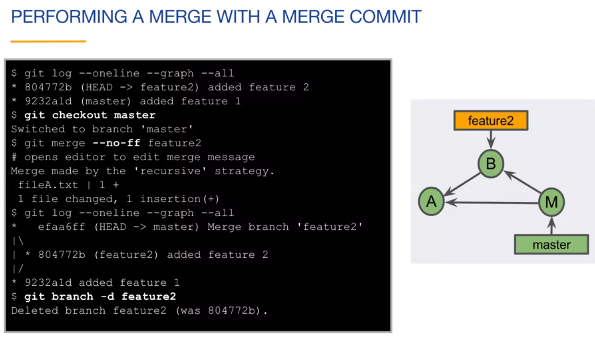 PERFORMING A MERGE WITH A MERGE COMMIT
$ git log --oneline --graph --all
* 804772b (HEAD -> feature2) added feature 2
* 9232a1d (master) added feature 1
$ git checkout master
Switched to branch 'master'
$ git merge --no-ff feature2
# opens editor to edit merge message
Merge made by the 'recursive' strategy.
 fileA.txt | 1 +
 1 file changed, 1 insertion(+)
$ git log --oneline --graph --all
*   efaa6ff (HEAD -> master) Merge branch 'feature2'
|\
| * 804772b (feature2) added feature 2
|/
* 9232a1d added feature 1
$ git branch -d feature2
Deleted branch feature2 (was 804772b).
feature2
B
A
M
master